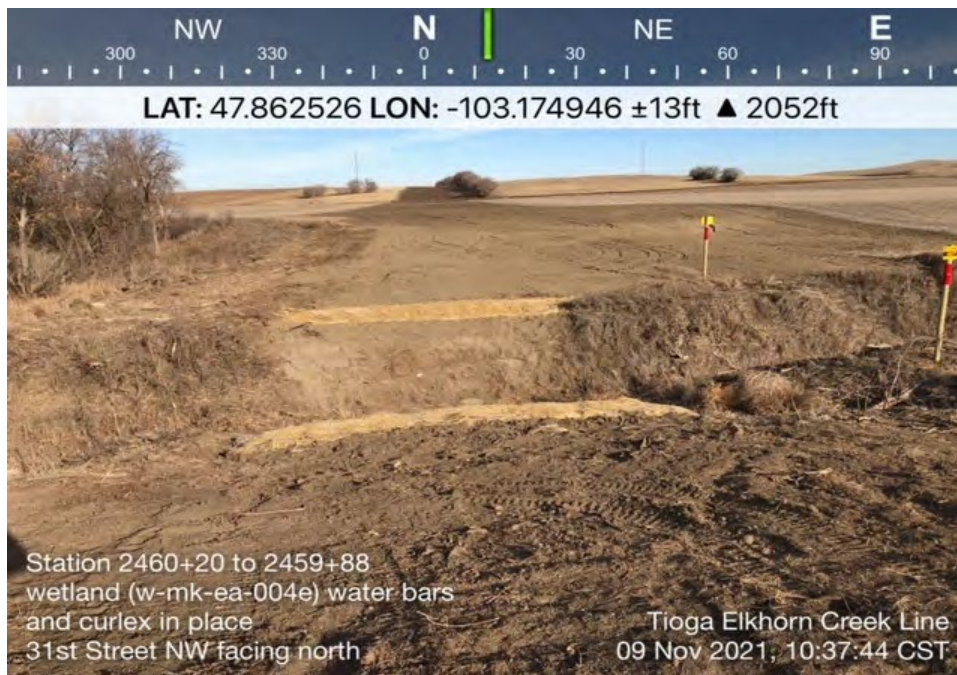 NW N NE E
300 330 0 30 60 90
LAT: 47.862526 LON: -103.174946 ±13ft ▲ 2052ft
Station 2460+20 to 2459+88
wetland (w-mk-ea-004e) water bars
and curlex in place
31st Street NW facing north
Tioga Elkhorn Creek Line
09 Nov 2021, 10:37:44 CST